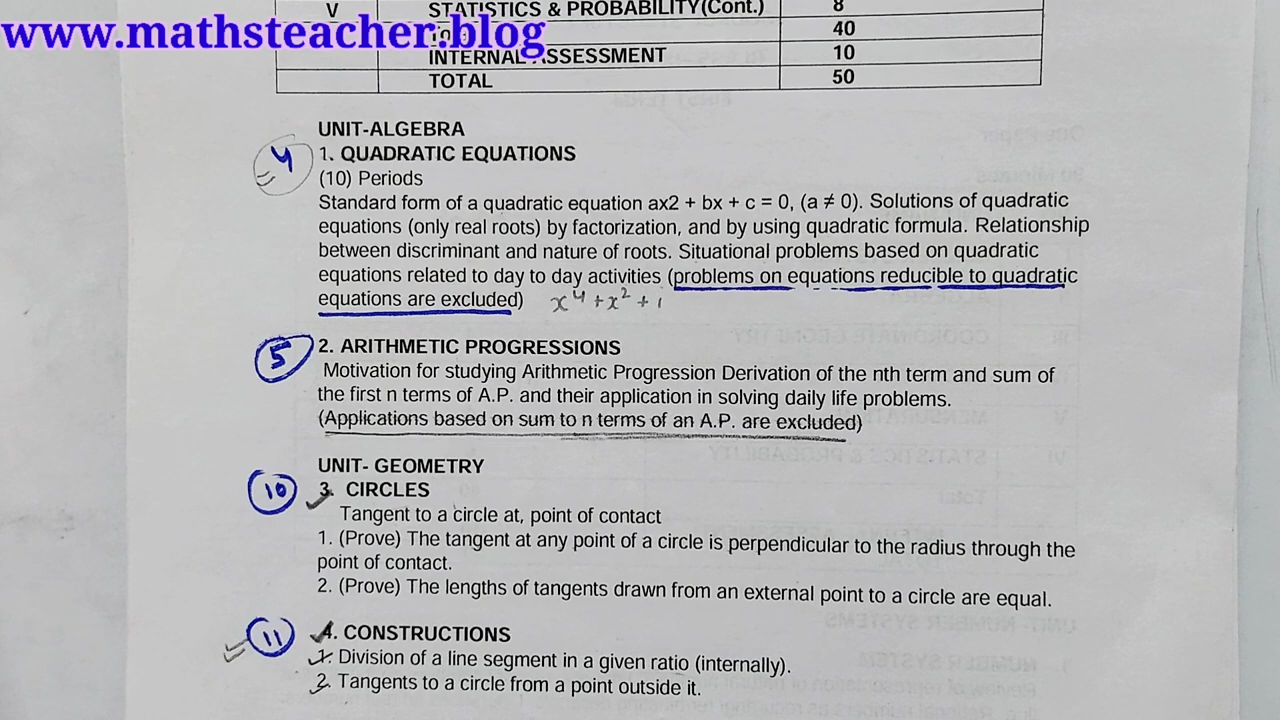 V STATISTICS & PROBABILITY(Cont.) 8
www.mathsteacher.blog
40
INTERNAL ASSESSMENT 10
TOTAL 50
UNIT-ALGEBRA
4 1. QUADRATIC EQUATIONS
(10) Periods
Standard form of a quadratic equation ax2 + bx + c = 0, (a ≠ 0). Solutions of quadratic
equations (only real roots) by factorization, and by using quadratic formula. Relationship
between discriminant and nature of roots. Situational problems based on quadratic
equations related to day to day activities (problems on equations reducible to quadratic
equations are excluded) x⁴ + x² + 1
5 2. ARITHMETIC PROGRESSIONS
Motivation for studying Arithmetic Progression Derivation of the nth term and sum of
the first n terms of A.P. and their application in solving daily life problems.
(Applications based on sum to n terms of an A.P. are excluded)
UNIT- GEOMETRY
10 3. CIRCLES
Tangent to a circle at, point of contact
1. (Prove) The tangent at any point of a circle is perpendicular to the radius through the
point of contact.
2. (Prove) The lengths of tangents drawn from an external point to a circle are equal.
11 4. CONSTRUCTIONS
1. Division of a line segment in a given ratio (internally).
2. Tangents to a circle from a point outside it.